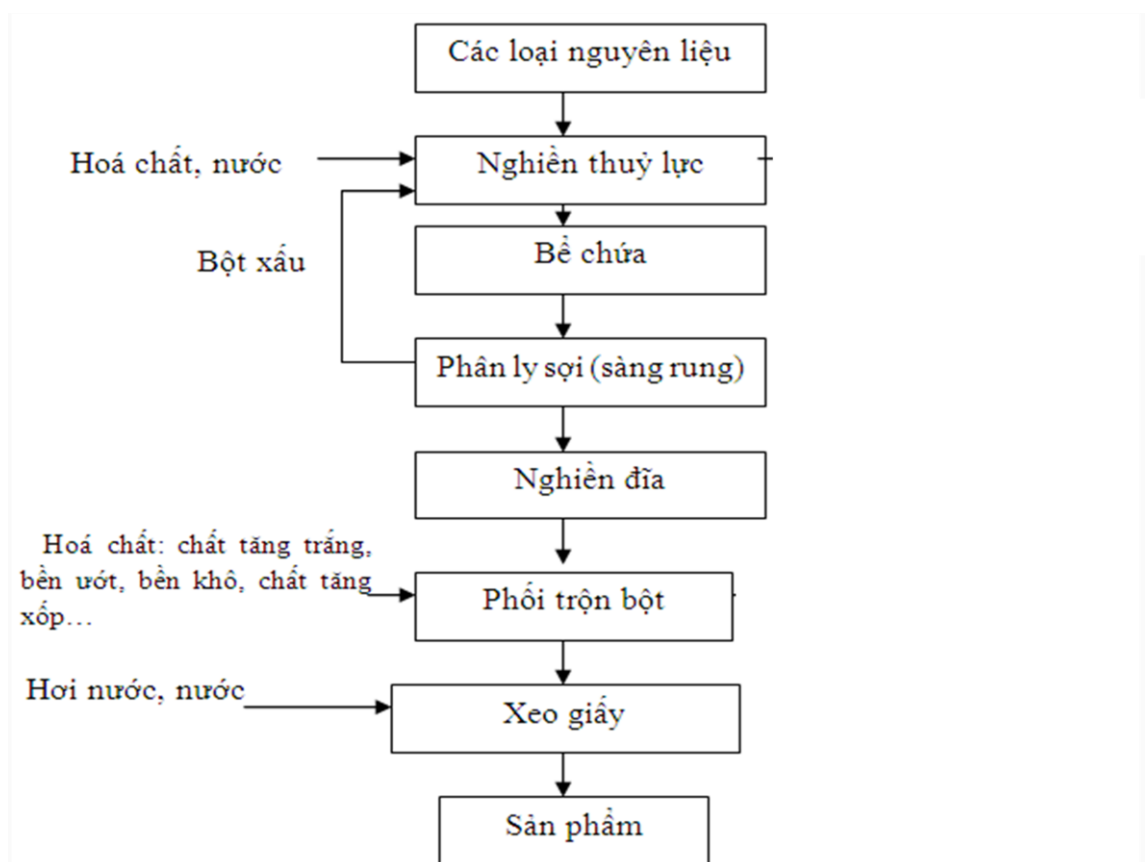 Các loại nguyên liệu
Hoá chất, nước
Nghiền thuỷ lực
Bột xấu
Bể chứa
Phân ly sợi (sàng rung)
Nghiền đĩa
Hoá chất: chất tăng trắng,
bền ướt, bền khô, chất tăng
xốp...
Phối trộn bột
Hơi nước, nước
Xeo giấy
Sản phẩm